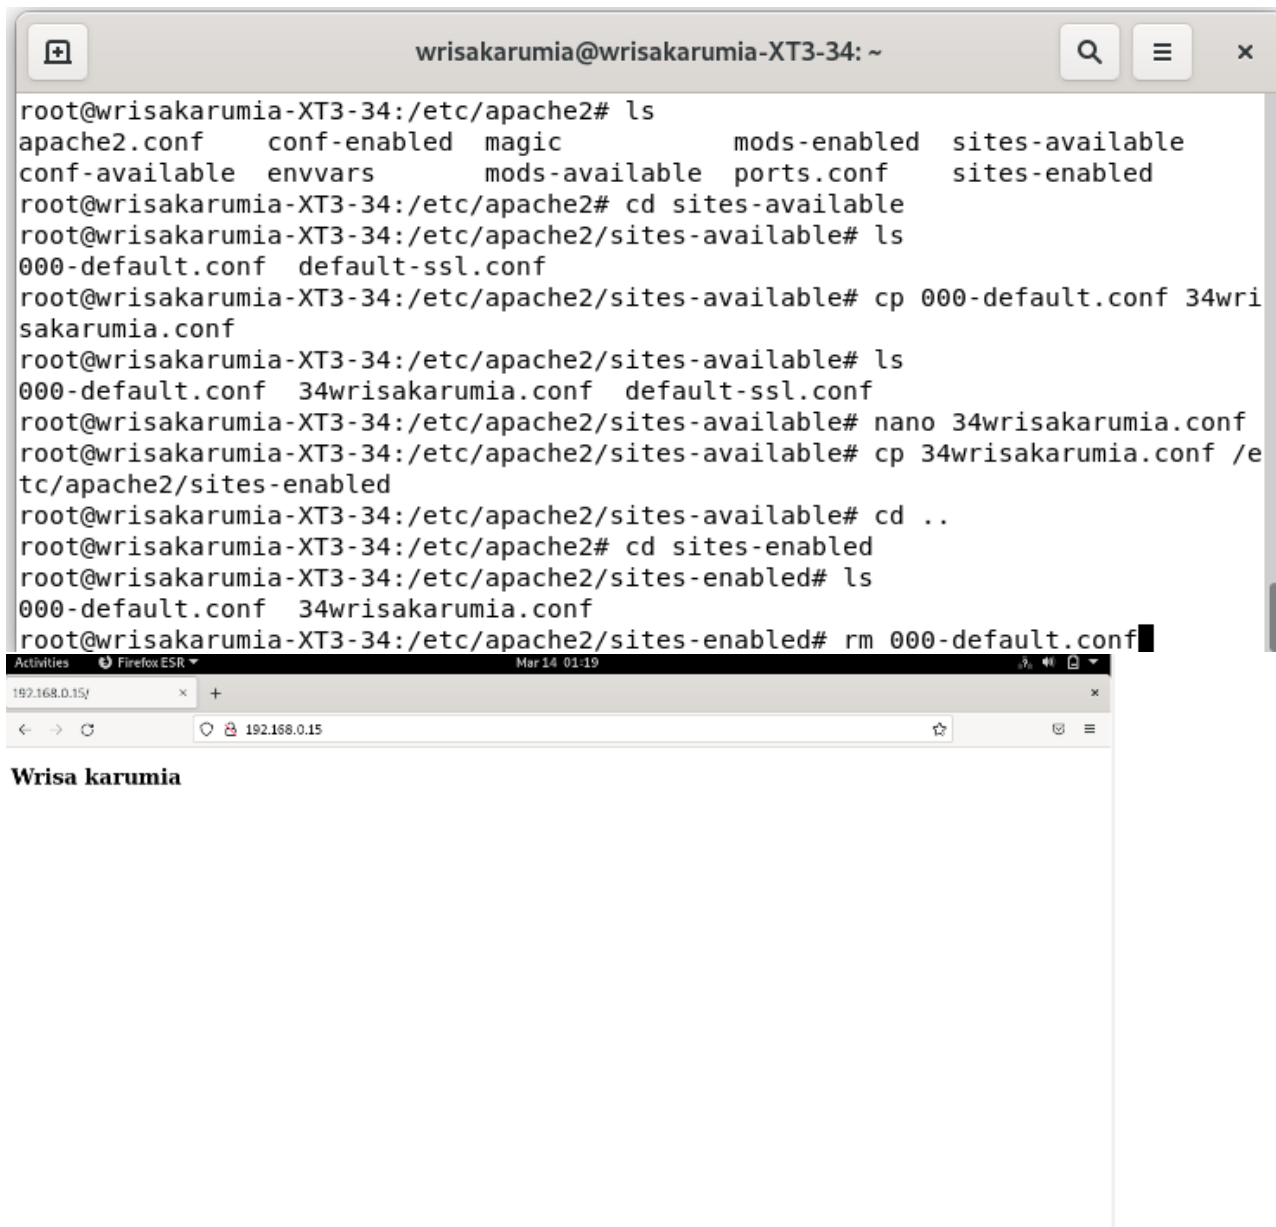 wrisakarumia@wrisakarumia-XT3-34: ~
root@wrisakarumia-XT3-34:/etc/apache2# ls
apache2.conf    conf-enabled  magic           mods-enabled  sites-available
conf-available  envvars       mods-available  ports.conf    sites-enabled
root@wrisakarumia-XT3-34:/etc/apache2# cd sites-available
root@wrisakarumia-XT3-34:/etc/apache2/sites-available# ls
000-default.conf  default-ssl.conf
root@wrisakarumia-XT3-34:/etc/apache2/sites-available# cp 000-default.conf 34wri
sakarumia.conf
root@wrisakarumia-XT3-34:/etc/apache2/sites-available# ls
000-default.conf  34wrisakarumia.conf  default-ssl.conf
root@wrisakarumia-XT3-34:/etc/apache2/sites-available# nano 34wrisakarumia.conf
root@wrisakarumia-XT3-34:/etc/apache2/sites-available# cp 34wrisakarumia.conf /e
tc/apache2/sites-enabled
root@wrisakarumia-XT3-34:/etc/apache2/sites-available# cd ..
root@wrisakarumia-XT3-34:/etc/apache2# cd sites-enabled
root@wrisakarumia-XT3-34:/etc/apache2/sites-enabled# ls
000-default.conf  34wrisakarumia.conf
root@wrisakarumia-XT3-34:/etc/apache2/sites-enabled# rm 000-default.conf
Activities Firefox ESR Mar 14 01:19
192.168.0.15/
192.168.0.15
Wrisa karumia